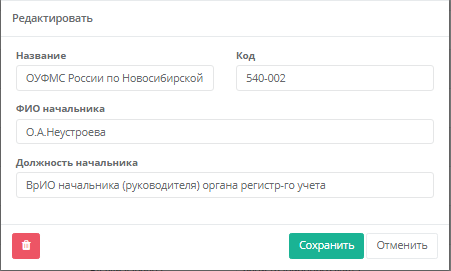 Редактировать
Название Код
ОУФМС России по Новосибирской 540-002
ФИО начальника
О.А.Неустроева
Должность начальника
ВрИО начальника (руководителя) органа регистр-го учета
Сохранить Отменить